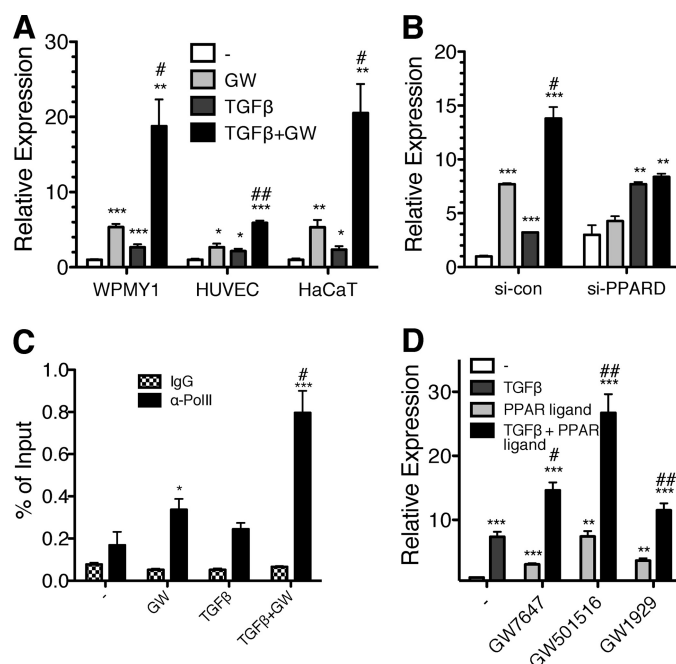 A
Relative Expression
30
20
10
0
-
GW
TGFβ
TGFβ+GW
***
***
#
**
*
*
##
***
**
*
#
**
WPMY1
HUVEC
HaCaT
B
Relative Expression
20
15
10
5
0
***
***
#
***
**
**
si-con
si-PPARD
C
% of Input
1.0
0.8
0.6
0.4
0.2
0.0
IgG
α-PolII
*
#
***
-
GW
TGFβ
TGFβ+GW
D
Relative Expression
30
20
10
-
TGFβ
PPAR ligand
TGFβ + PPAR
ligand
***
***
#
***
**
##
***
**
##
***
-
GW7647
GW501516
GW1929